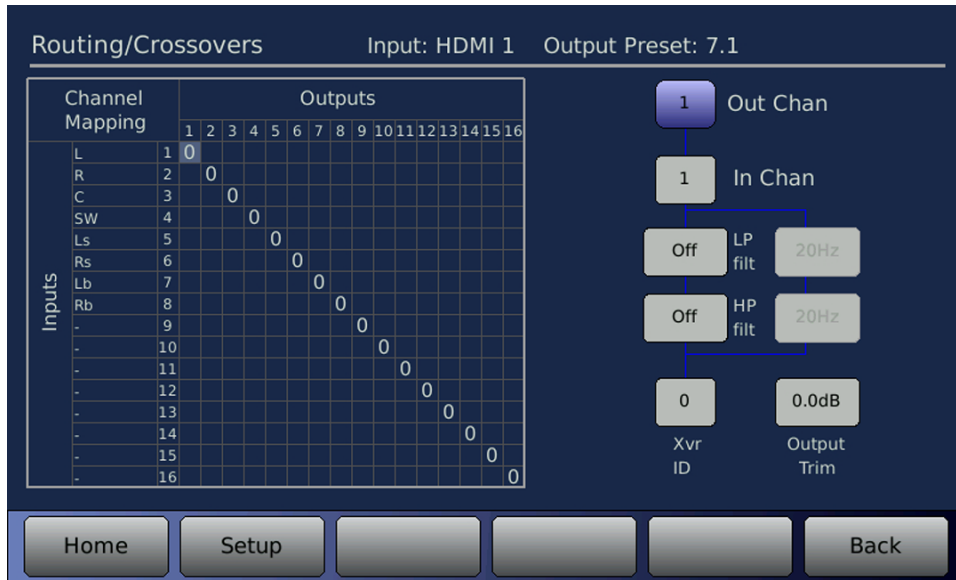 Routing/Crossovers Input: HDMI 1 Output Preset: 7.1
Channel Mapping
Outputs
1 2 3 4 5 6 7 8 9 10 11 12 13 14 15 16
Inputs
L 1 0
R 2 0
C 3 0
SW 4 0
Ls 5 0
Rs 6 0
Lb 7 0
Rb 8 0
- 9 0
- 10 0
- 11 0
- 12 0
- 13 0
- 14 0
- 15 0
- 16 0
1 Out Chan
1 In Chan
Off LP filt 20Hz
Off HP filt 20Hz
0 0.0dB
Xvr ID
Output Trim
Home Setup Back